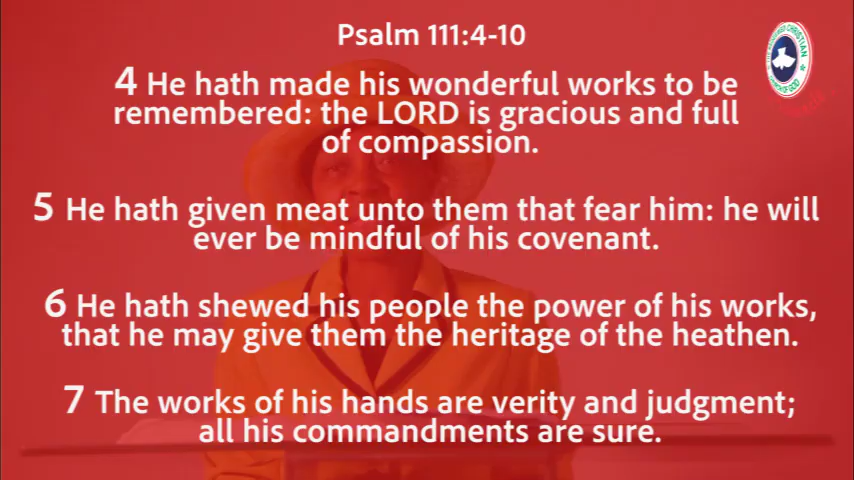 Psalm 111:4-10
4 He hath made his wonderful works to be
remembered: the LORD is gracious and full
of compassion.
5 He hath given meat unto them that fear him: he will
ever be mindful of his covenant.
6 He hath shewed his people the power of his works,
that he may give them the heritage of the heathen.
7 The works of his hands are verity and judgment;
all his commandments are sure.